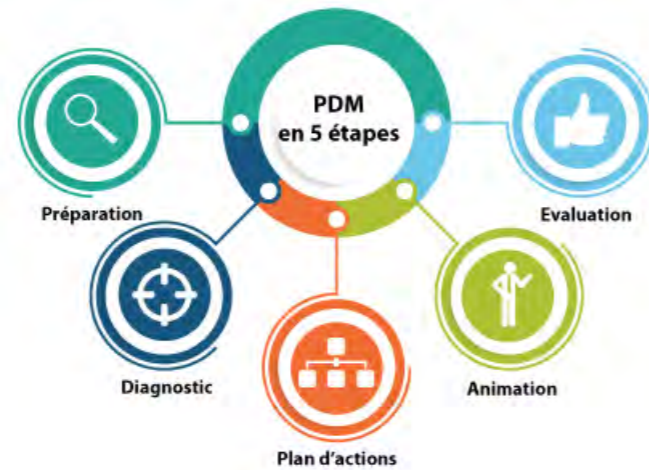 PDM
en 5 étapes
Préparation
Evaluation
Diagnostic
Animation
Plan d'actions